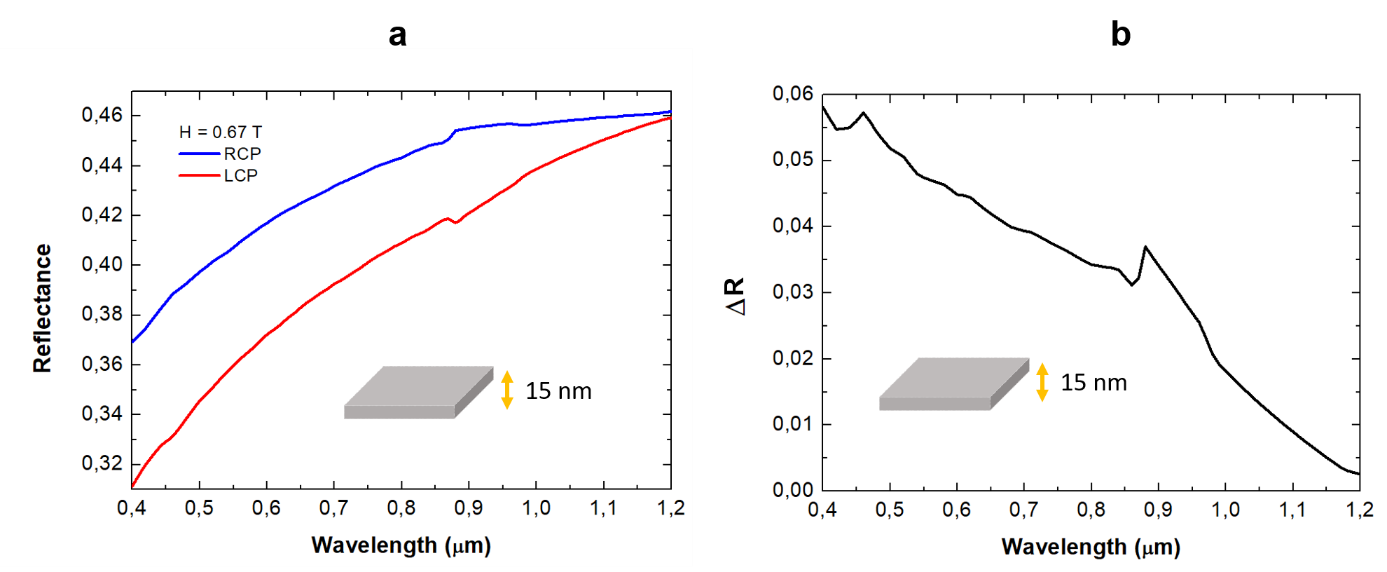 a
0,46
0,44
0,42
0,40
0,38
0,36
0,34
0,32
Reflectance
H = 0.67 T
RCP
LCP
15 nm
0,4 0,5 0,6 0,7 0,8 0,9 1,0 1,1 1,2
Wavelength (μm)
b
0,06
0,05
0,04
0,03
0,02
0,01
0,00
ΔR
15 nm
0,4 0,5 0,6 0,7 0,8 0,9 1,0 1,1 1,2
Wavelength (μm)